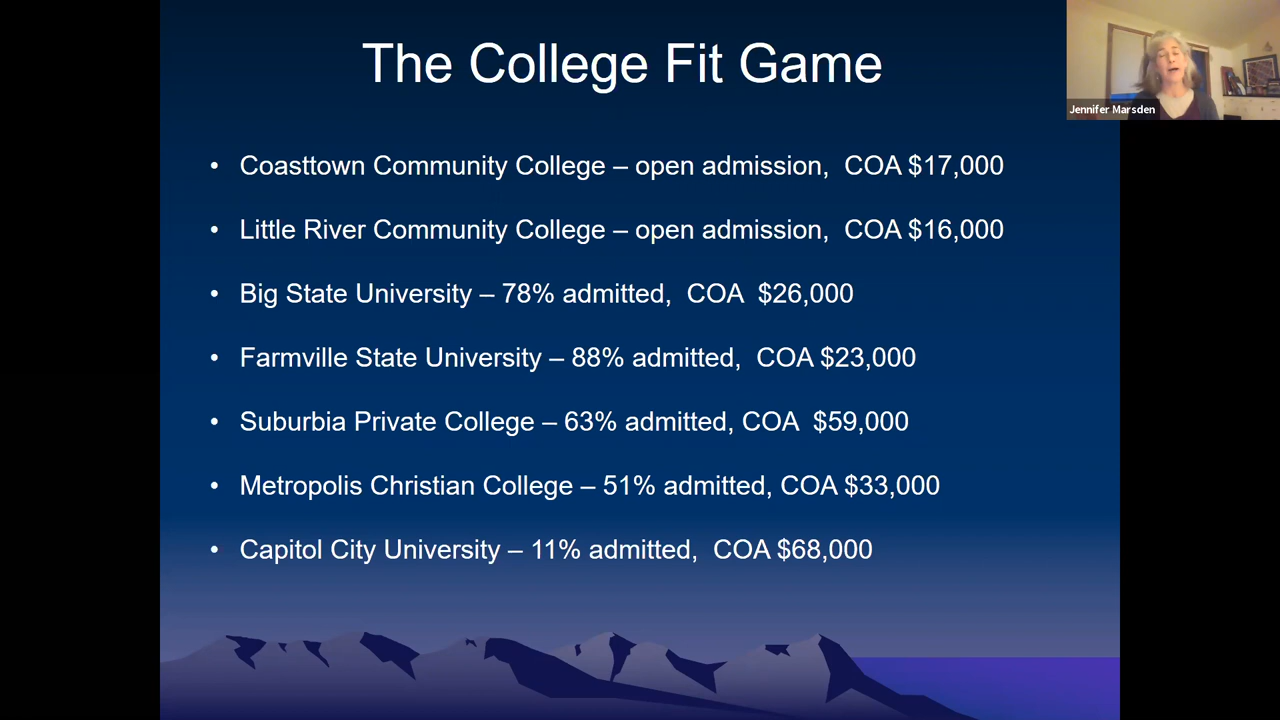 The College Fit Game
Jennifer Marsden
• Coasttown Community College – open admission, COA $17,000
• Little River Community College – open admission, COA $16,000
• Big State University – 78% admitted, COA $26,000
• Farmville State University – 88% admitted, COA $23,000
• Suburbia Private College – 63% admitted, COA $59,000
• Metropolis Christian College – 51% admitted, COA $33,000
• Capitol City University – 11% admitted, COA $68,000